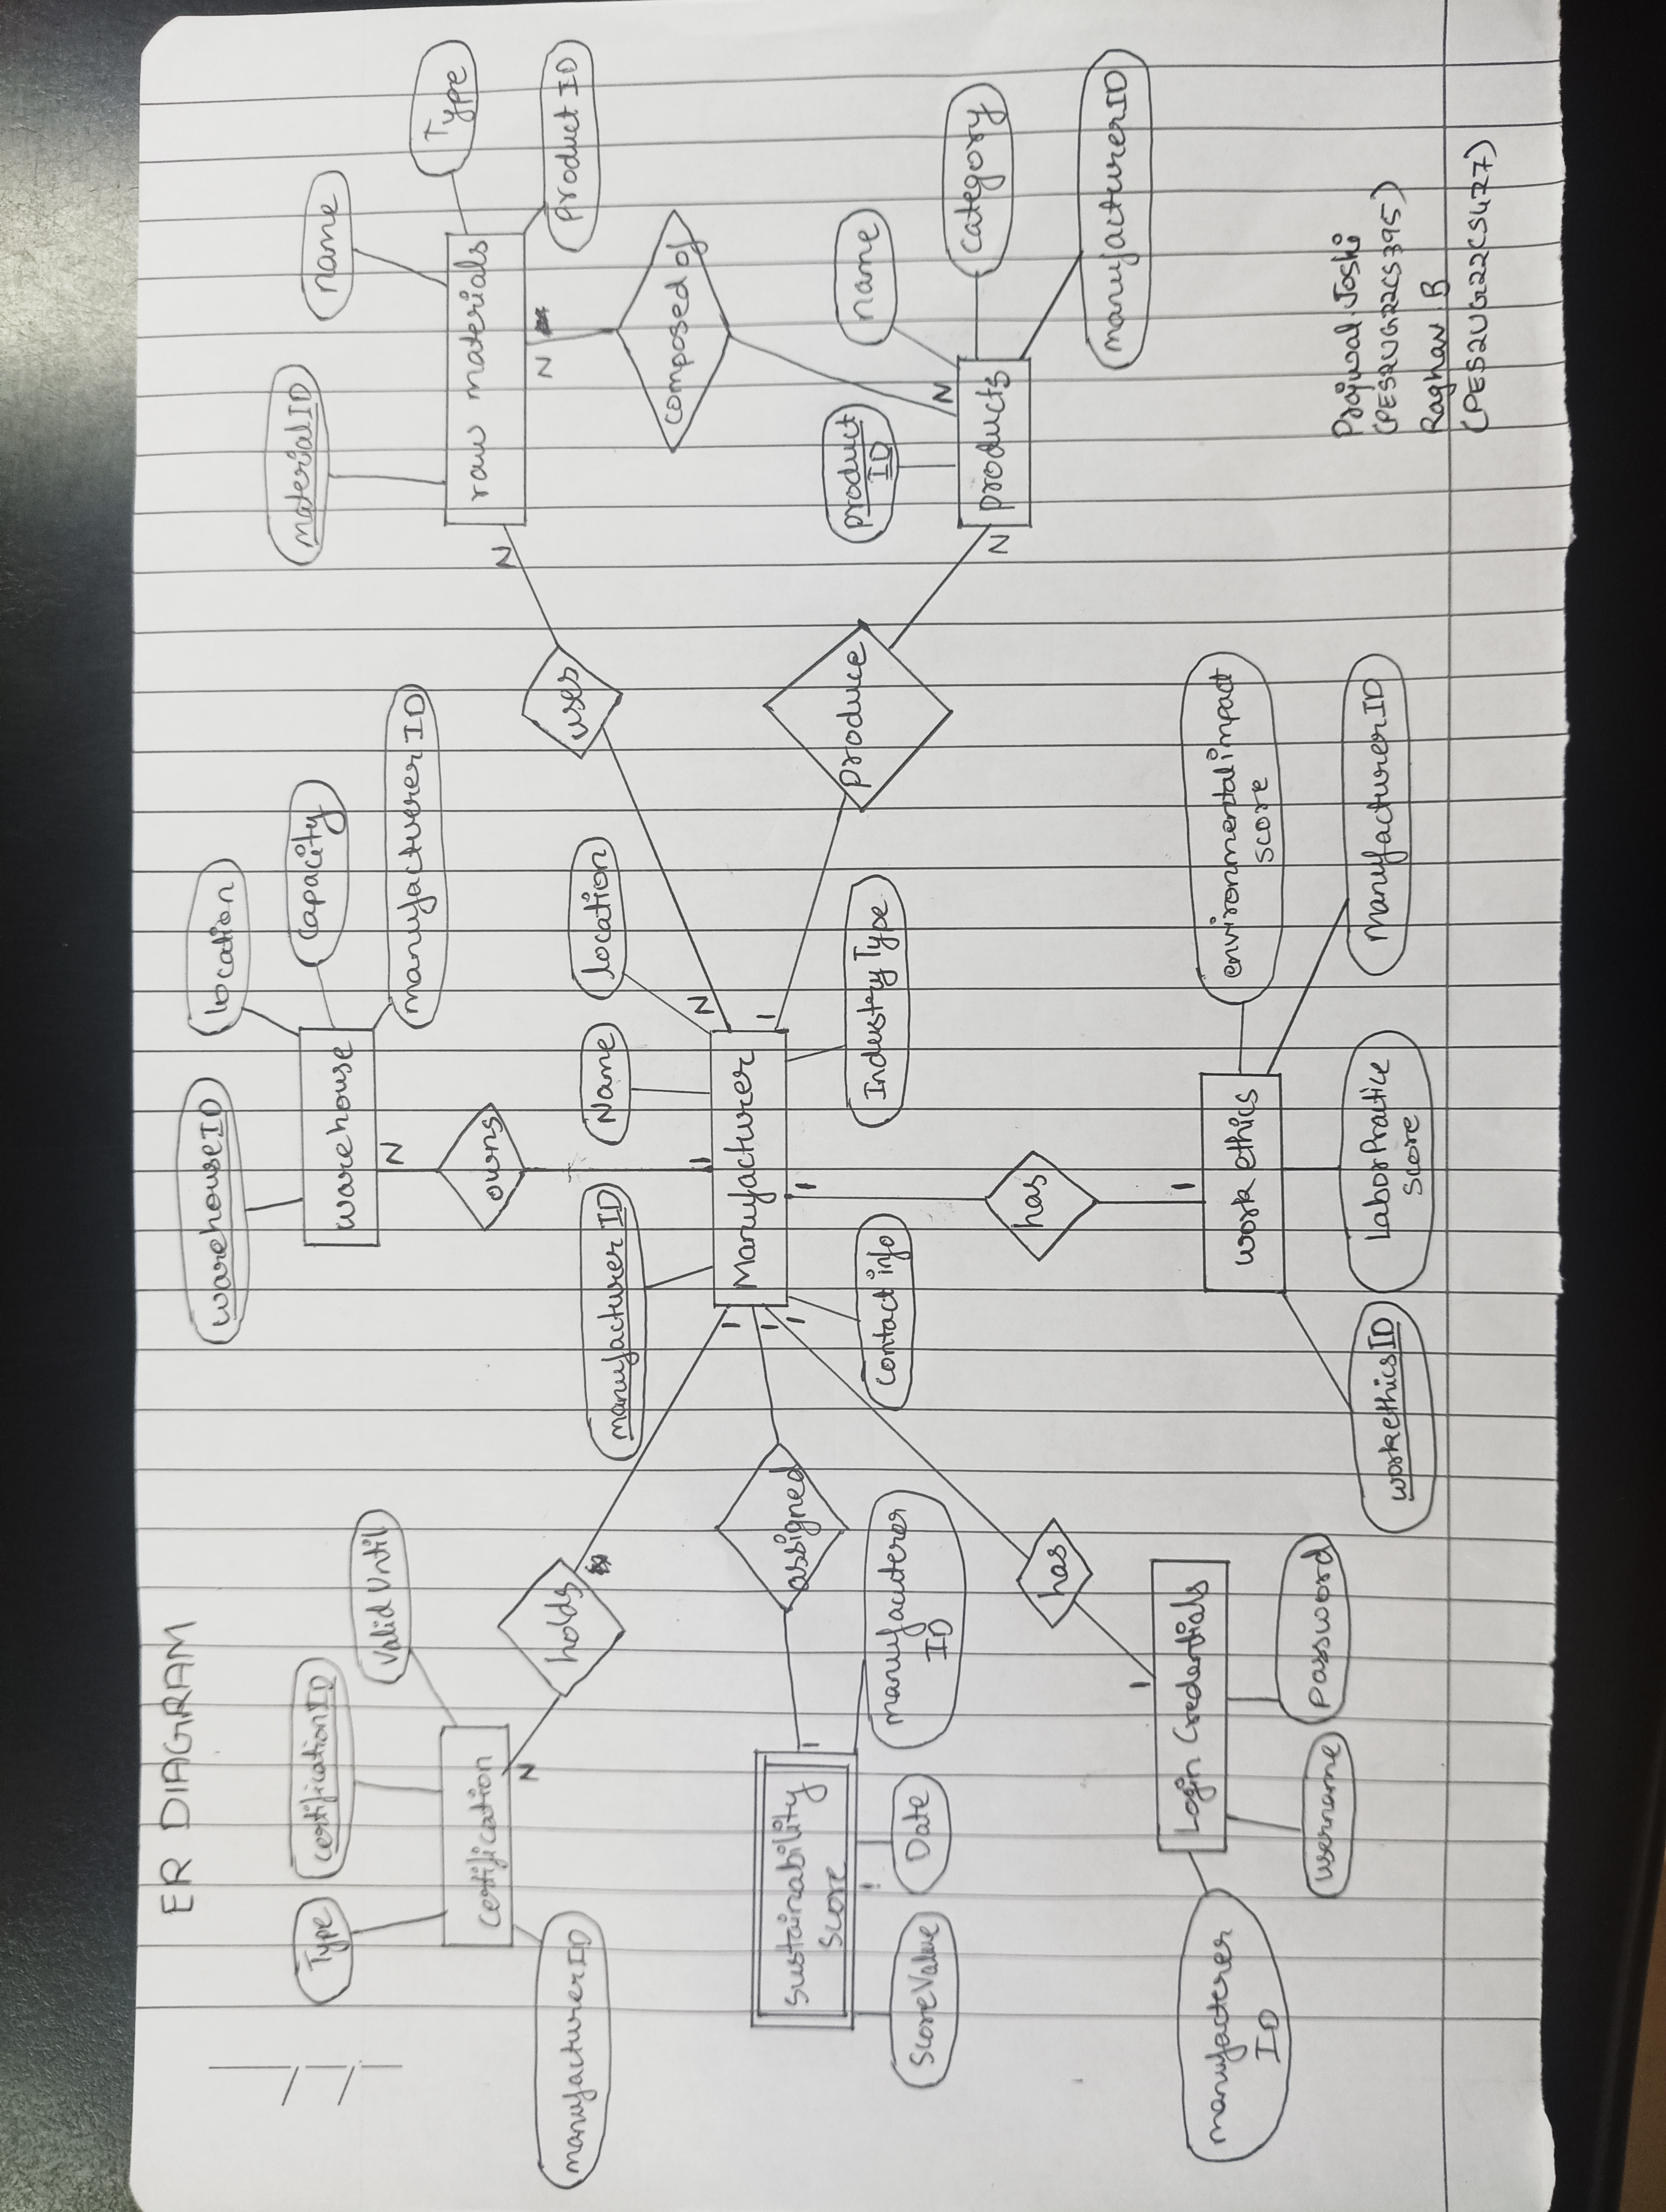 ER DIAGRAM
warehouseID
location
Type
certificationID
Valid Until
capacity
materialID
name
warehouse
N
manufacturer ID
certification
N
manufacturerID
holds
owns
raw materials
Type
N
N
product ID
uses
manufacturer ID
Name
location
composed of
1
N
1
Manufacturer
1
1
1
1
sustainability
score
1
assigned
ScoreValue
Date
manufacuterer
ID
contact info
Industry Type
produce
product
ID
name
N
N
products
category
manufacturerID
has
has
1
1
Login Credentials
manufacterer
ID
username
password
work ethics
environmental impact
score
workethicsID
Labor Practice
score
manufacturerID
Prajwal Joshi
(PES2UG22CS395)
Raghav B
(PES2UG22CS427)